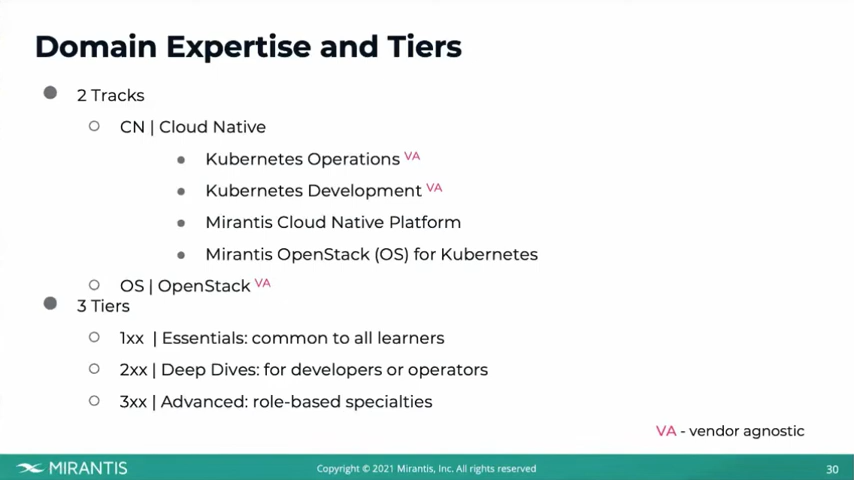 Domain Expertise and Tiers
2 Tracks
CN | Cloud Native
Kubernetes Operations VA
Kubernetes Development VA
Mirantis Cloud Native Platform
Mirantis OpenStack (OS) for Kubernetes
OS | OpenStack VA
3 Tiers
1xx | Essentials: common to all learners
2xx | Deep Dives: for developers or operators
3xx | Advanced: role-based specialties
VA - vendor agnostic
MIRANTIS
Copyright © 2021 Mirantis, Inc. All rights reserved
30